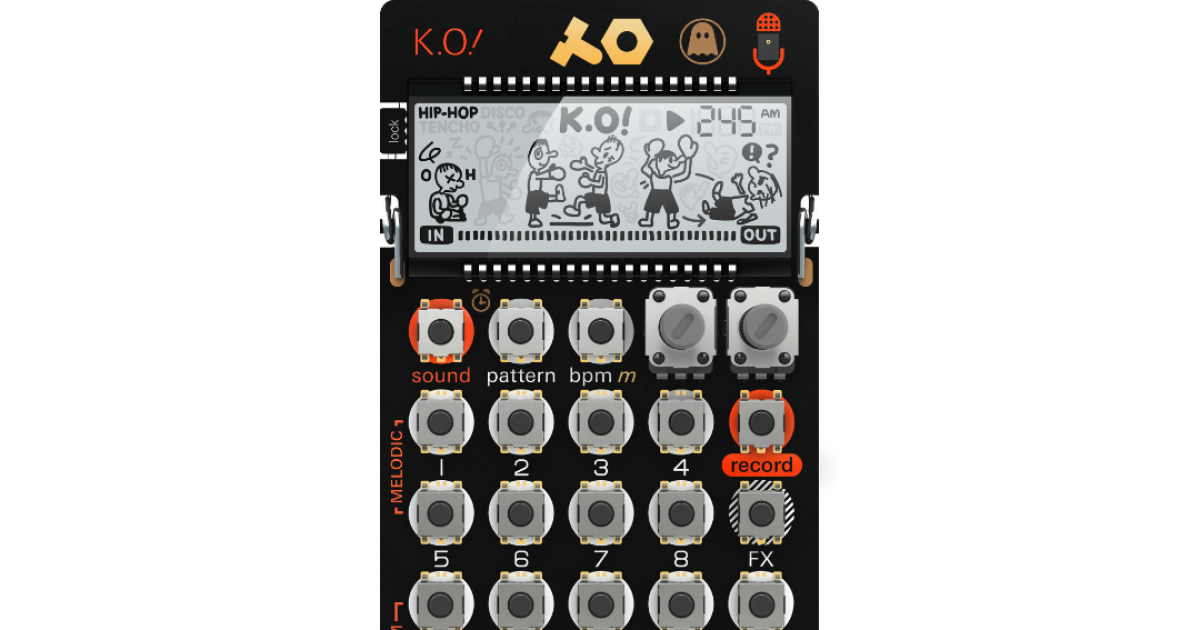 K.O!
lock
HIP-HOP DISCO K.O! 245 AM
TENCHO PM
O H !?
IN OUT
sound pattern bpm m
MELODIC
1 2 3 4 record
5 6 7 8 FX